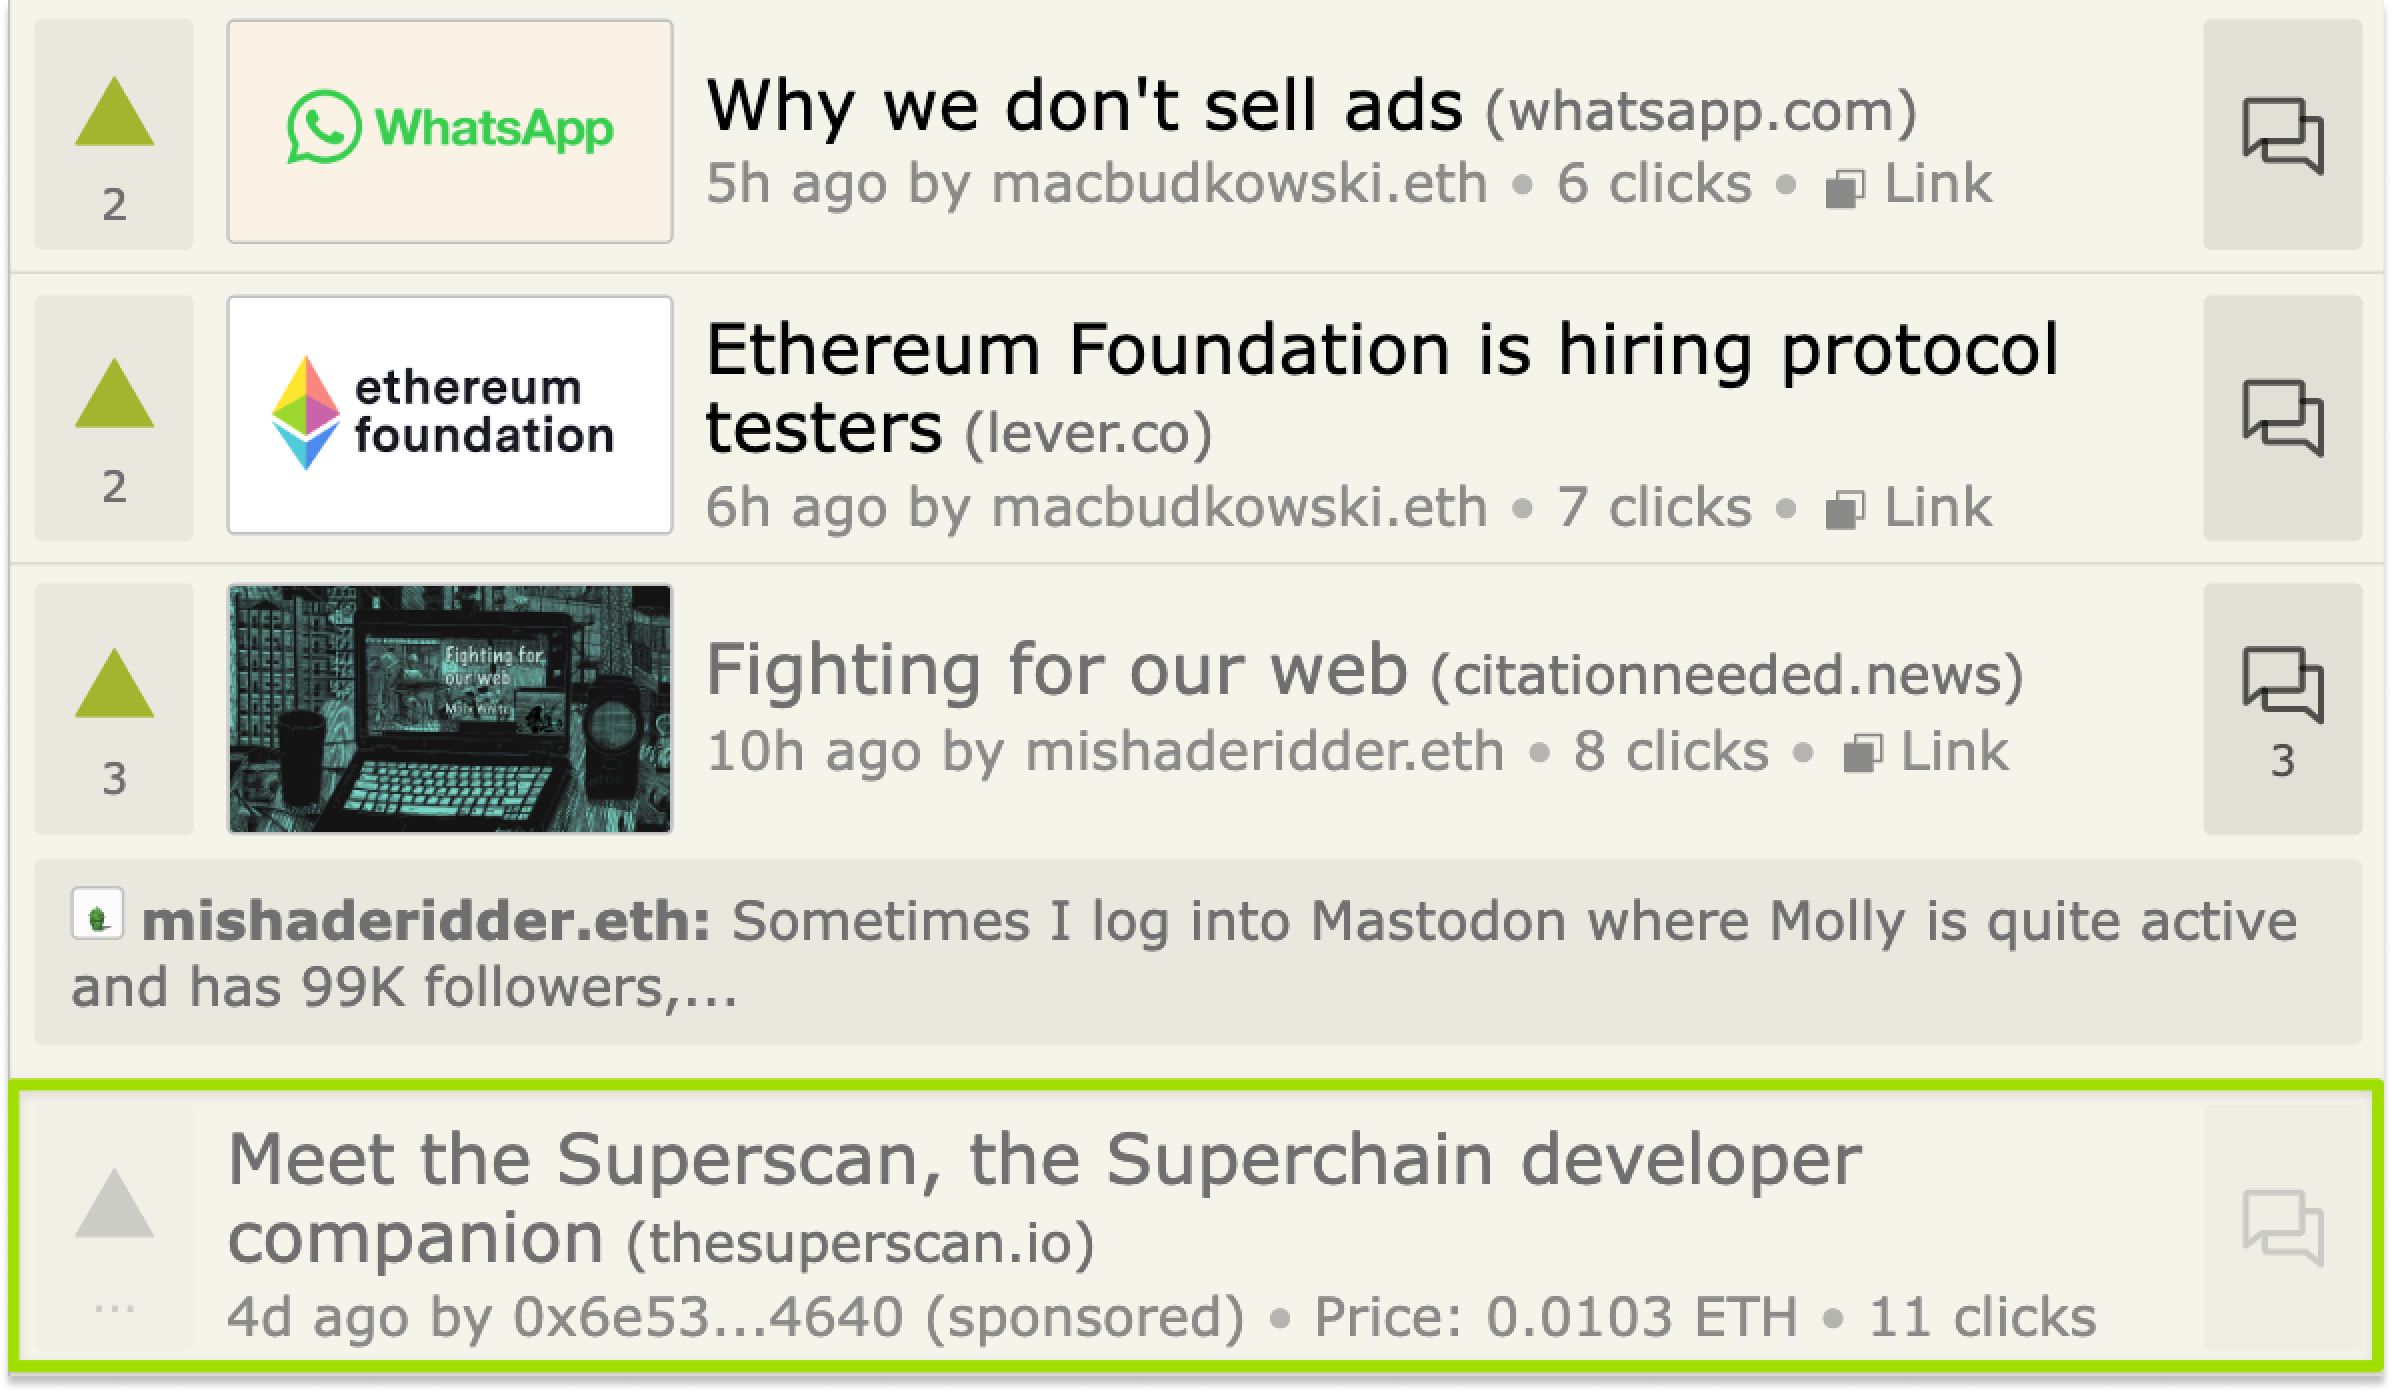 WhatsApp
Why we don't sell ads (whatsapp.com)
5h ago by macbudkowski.eth • 6 clicks • Link
2
ethereum
foundation
Ethereum Foundation is hiring protocol
testers (lever.co)
6h ago by macbudkowski.eth • 7 clicks • Link
2
Fighting for
our web
Fighting for our web (citationneeded.news)
10h ago by mishaderidder.eth • 8 clicks • Link
3
3
mishaderidder.eth: Sometimes I log into Mastodon where Molly is quite active
and has 99K followers,...
Meet the Superscan, the Superchain developer
companion (thesuperscan.io)
4d ago by 0x6e53...4640 (sponsored) • Price: 0.0103 ETH • 11 clicks
...